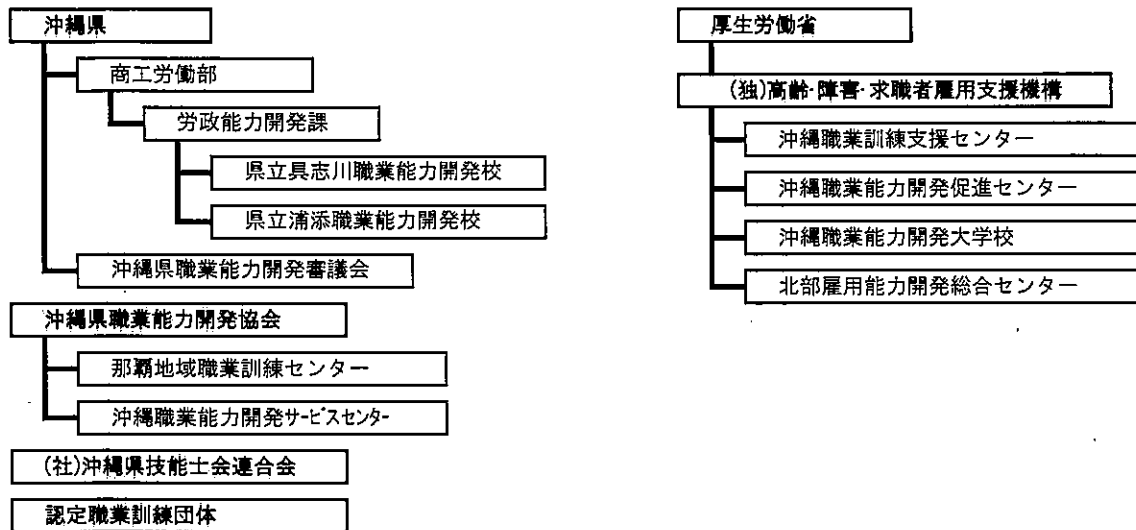 沖縄県
商工労働部
労政能力開発課
県立具志川職業能力開発校
県立浦添職業能力開発校
沖縄県職業能力開発審議会
沖縄県職業能力開発協会
那覇地域職業訓練センター
沖縄職業能力開発サービスセンター
(社)沖縄県技能士会連合会
認定職業訓練団体
厚生労働省
(独)高齢・障害・求職者雇用支援機構
沖縄職業訓練支援センター
沖縄職業能力開発促進センター
沖縄職業能力開発大学校
北部雇用能力開発総合センター